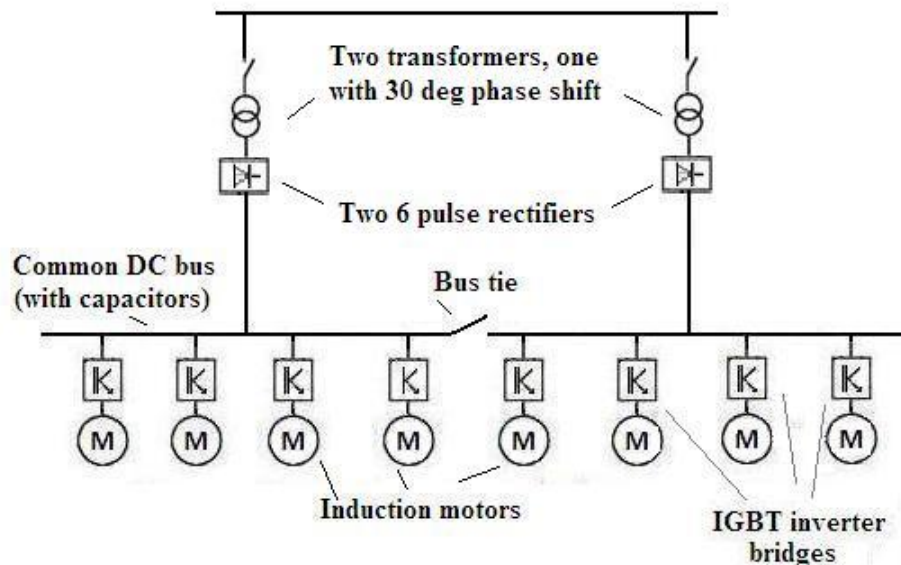 Two transformers, one
with 30 deg phase shift
Two 6 pulse rectifiers
Common DC bus
(with capacitors)
Bus tie
M M M M M M M M
Induction motors
IGBT inverter
bridges